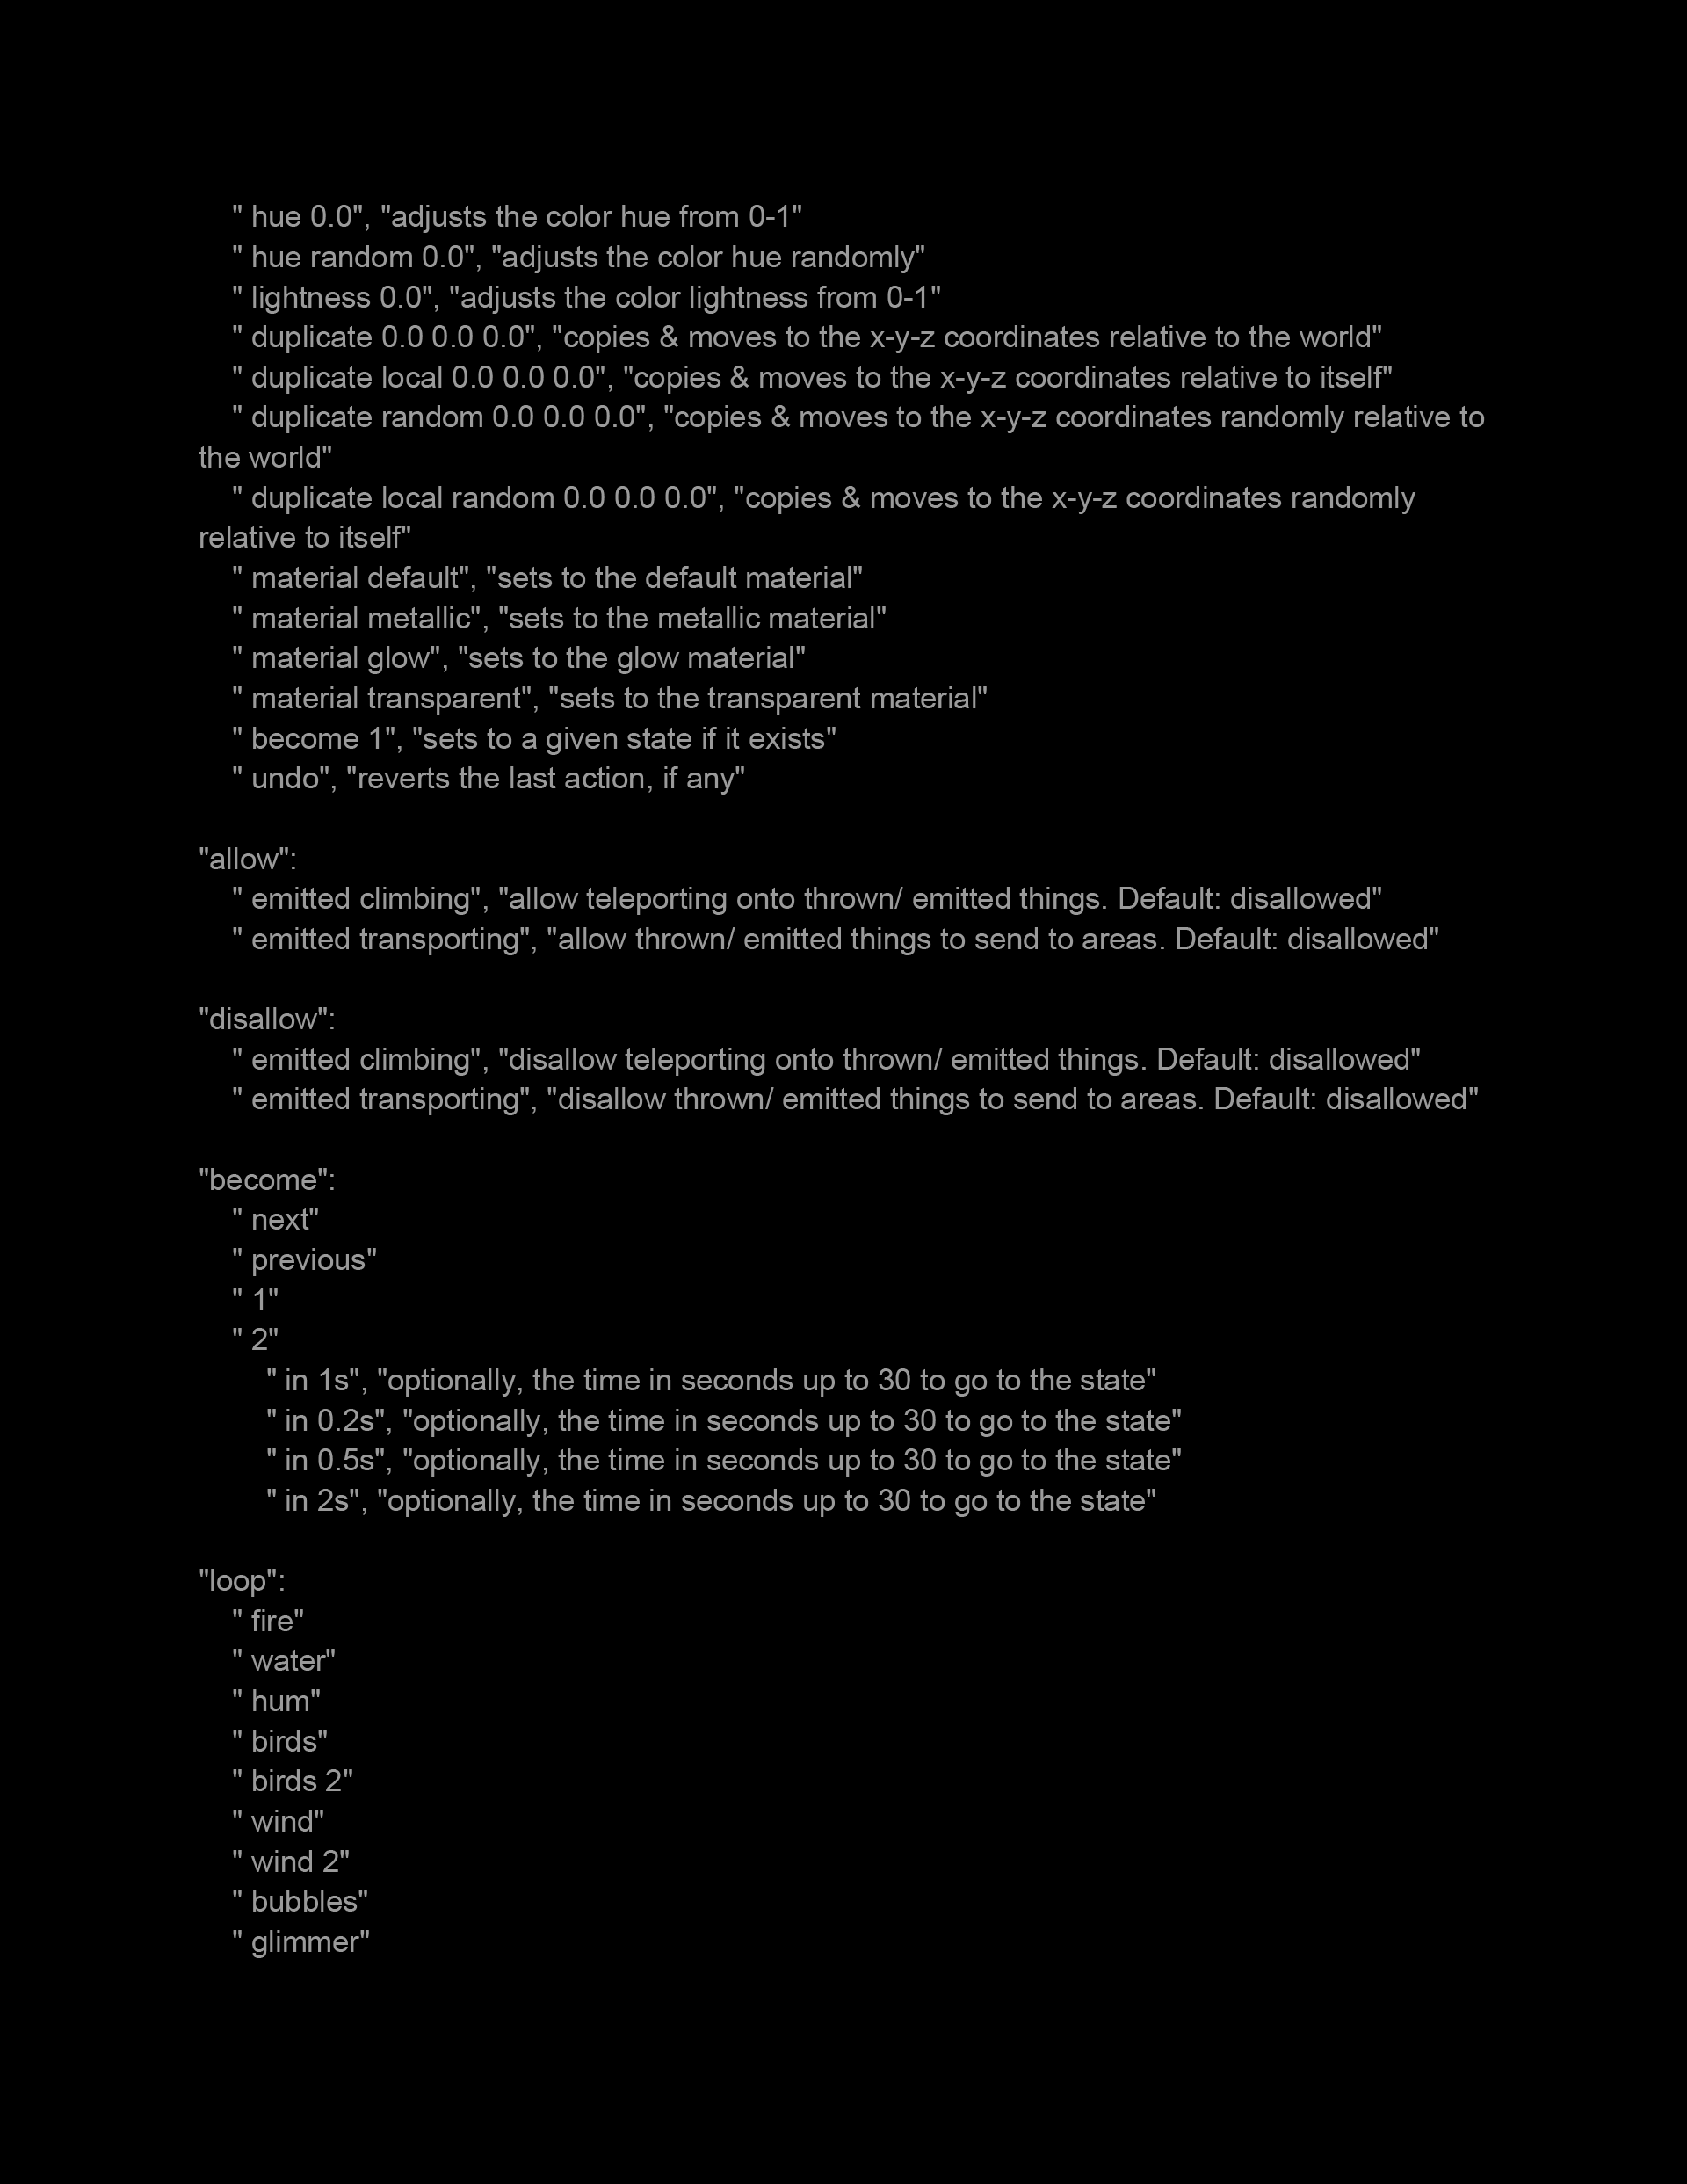 " hue 0.0", "adjusts the color hue from 0-1"
" hue random 0.0", "adjusts the color hue randomly"
" lightness 0.0", "adjusts the color lightness from 0-1"
" duplicate 0.0 0.0 0.0", "copies & moves to the x-y-z coordinates relative to the world"
" duplicate local 0.0 0.0 0.0", "copies & moves to the x-y-z coordinates relative to itself"
" duplicate random 0.0 0.0 0.0", "copies & moves to the x-y-z coordinates randomly relative to
the world"
" duplicate local random 0.0 0.0 0.0", "copies & moves to the x-y-z coordinates randomly
relative to itself"
" material default", "sets to the default material"
" material metallic", "sets to the metallic material"
" material glow", "sets to the glow material"
" material transparent", "sets to the transparent material"
" become 1", "sets to a given state if it exists"
" undo", "reverts the last action, if any"

"allow":
" emitted climbing", "allow teleporting onto thrown/ emitted things. Default: disallowed"
" emitted transporting", "allow thrown/ emitted things to send to areas. Default: disallowed"

"disallow":
" emitted climbing", "disallow teleporting onto thrown/ emitted things. Default: disallowed"
" emitted transporting", "disallow thrown/ emitted things to send to areas. Default: disallowed"

"become":
" next"
" previous"
" 1"
" 2"
" in 1s", "optionally, the time in seconds up to 30 to go to the state"
" in 0.2s", "optionally, the time in seconds up to 30 to go to the state"
" in 0.5s", "optionally, the time in seconds up to 30 to go to the state"
" in 2s", "optionally, the time in seconds up to 30 to go to the state"

"loop":
" fire"
" water"
" hum"
" birds"
" birds 2"
" wind"
" wind 2"
" bubbles"
" glimmer"